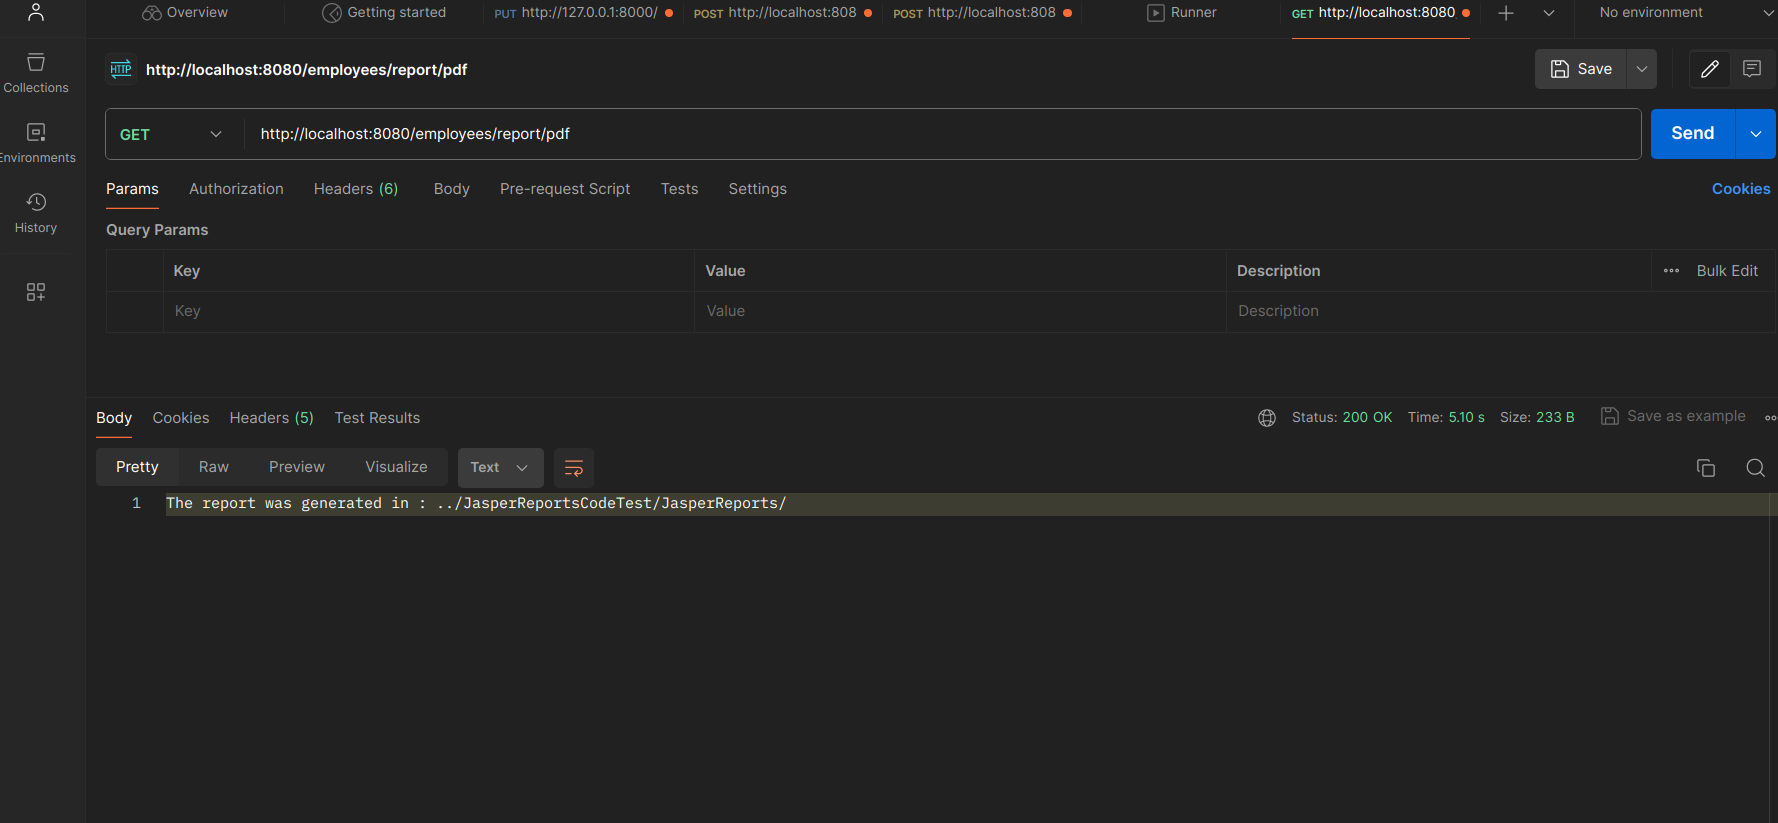 Overview
Getting started
PUT http://127.0.0.1:8000/
POST http://localhost:808
POST http://localhost:808
Runner
GET http://localhost:8080
No environment
Collections
Environments
History
HTTP http://localhost:8080/employees/report/pdf
Save
GET http://localhost:8080/employees/report/pdf
Send
Params Authorization Headers (6) Body Pre-request Script Tests Settings
Cookies
Query Params
Key Value Description Bulk Edit
Key Value Description
Body Cookies Headers (5) Test Results
Status: 200 OK Time: 5.10 s Size: 233 B Save as example
Pretty Raw Preview Visualize Text
1 The report was generated in : ../JasperReportsCodeTest/JasperReports/